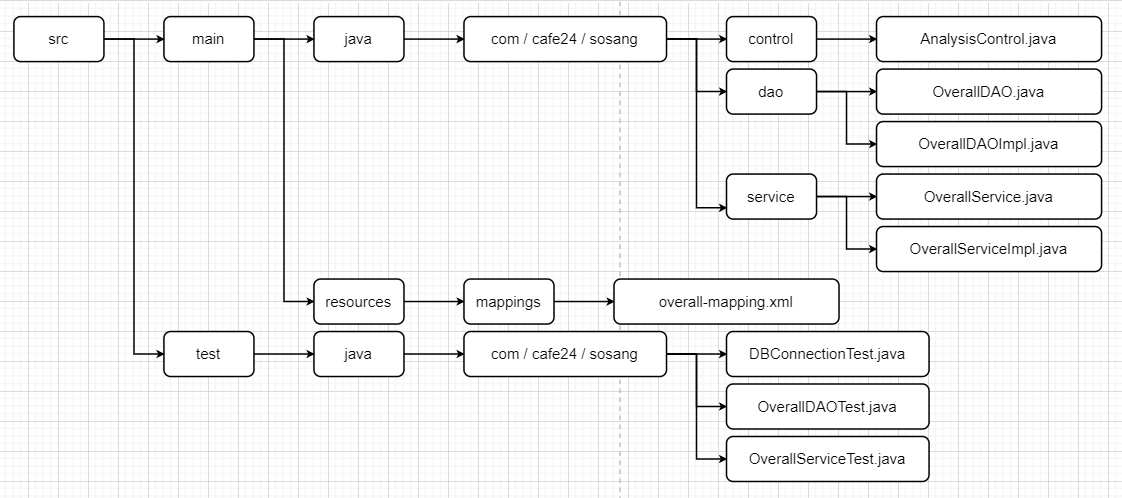 src
main
java
com / cafe24 / sosang
control
AnalysisControl.java
dao
OverallDAO.java
OverallDAOImpl.java
service
OverallService.java
OverallServiceImpl.java
resources
mappings
overall-mapping.xml
test
java
com / cafe24 / sosang
DBConnectionTest.java
OverallDAOTest.java
OverallServiceTest.java